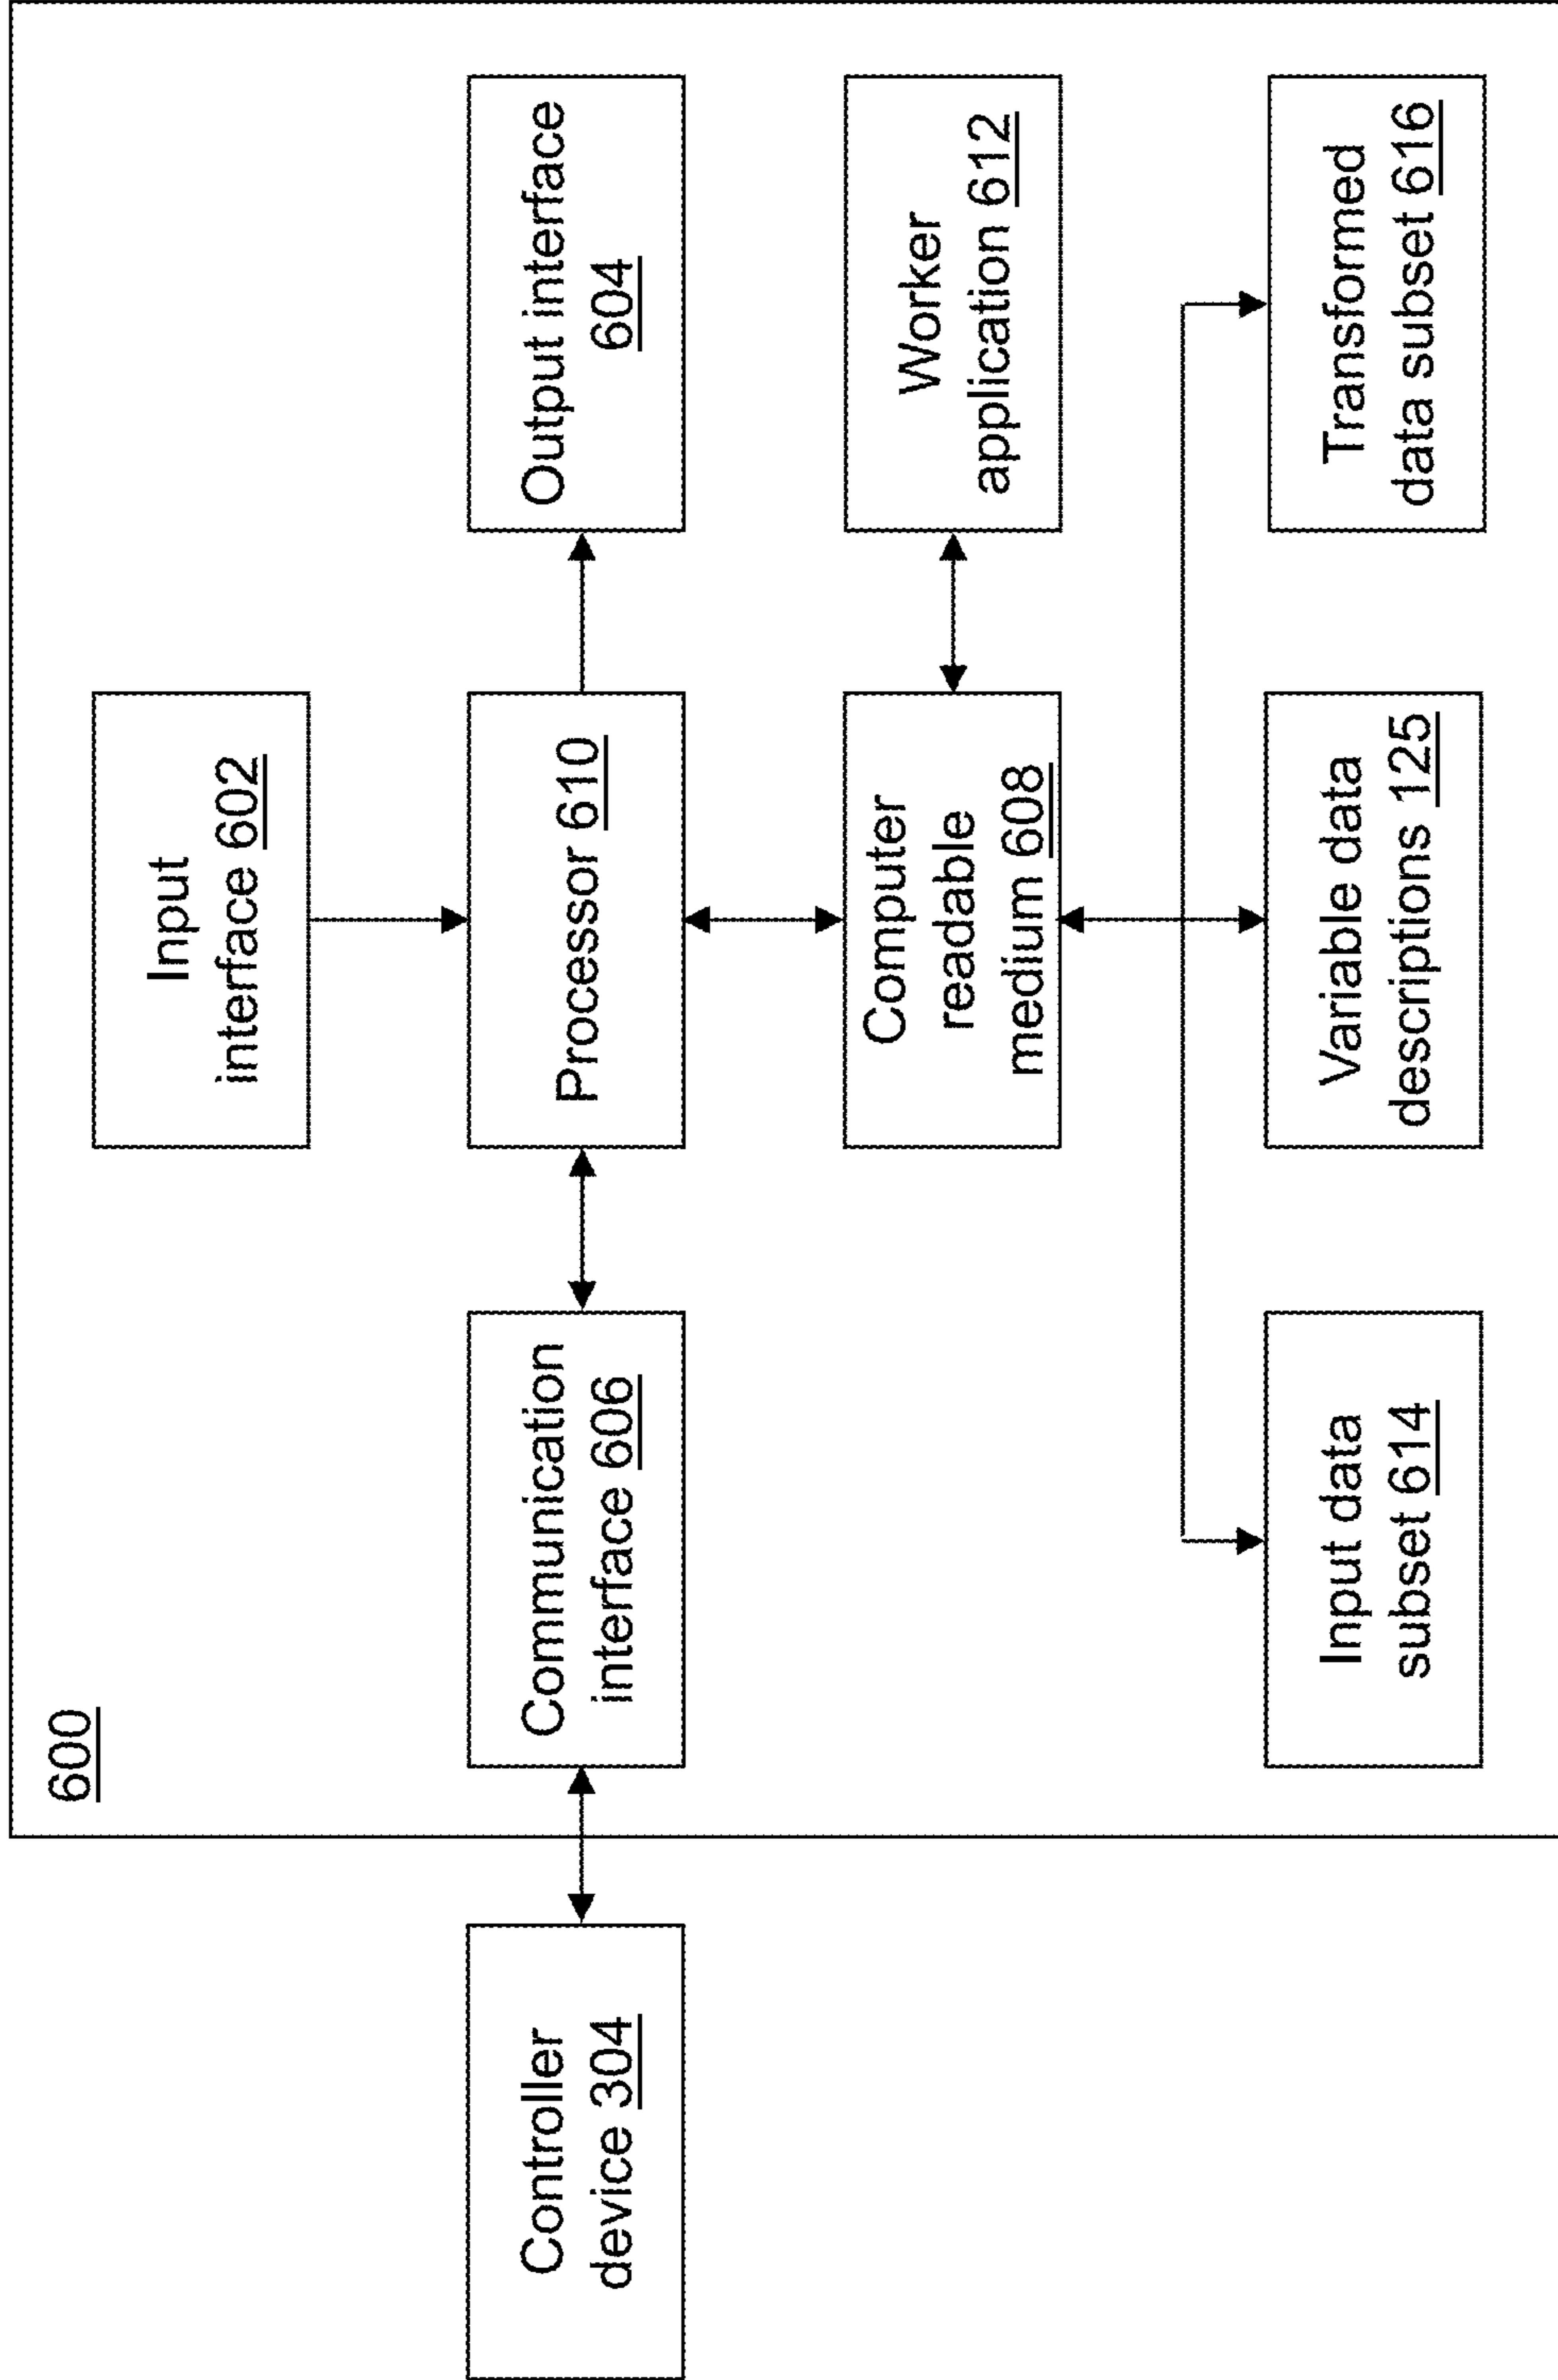 600
Input
interface 602
Controller
device 304
Communication
interface 606
Processor 610
Output interface
604
Computer
readable
medium 608
Worker
application 612
Input data
subset 614
Variable data
descriptions 125
Transformed
data subset 616